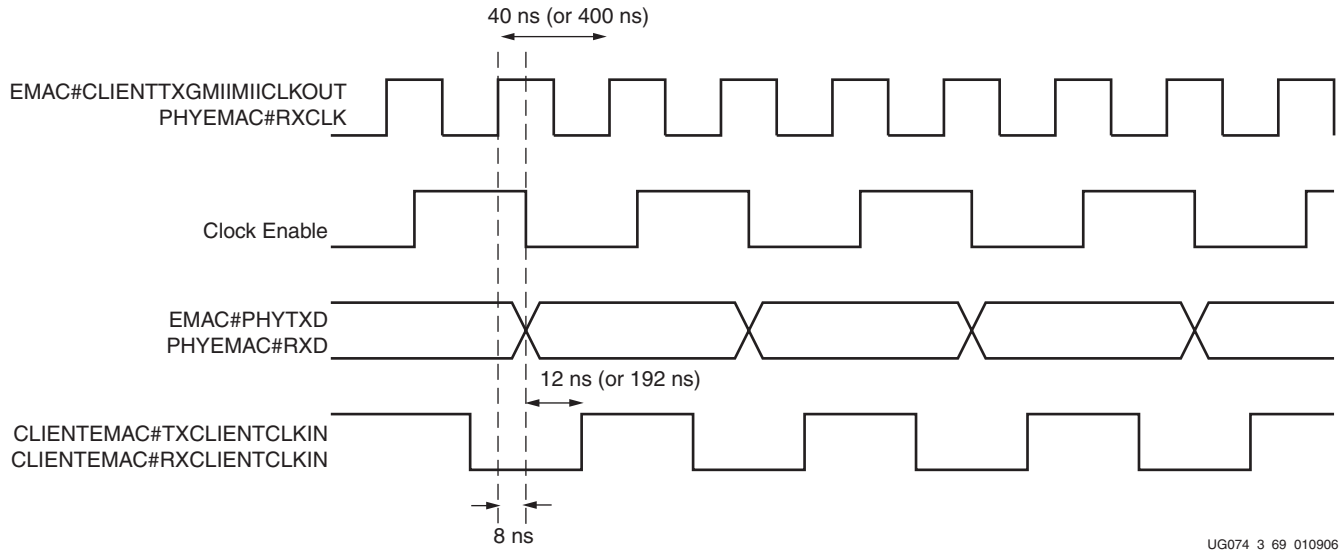 40 ns (or 400 ns)
EMAC#CLIENTTXGMIIMIICLKOUT
PHYEMAC#RXCLK
Clock Enable
EMAC#PHYTXD
PHYEMAC#RXD
12 ns (or 192 ns)
CLIENTEMAC#TXCLIENTCLKIN
CLIENTEMAC#RXCLIENTCLKIN
8 ns
UG074_3_69_010906